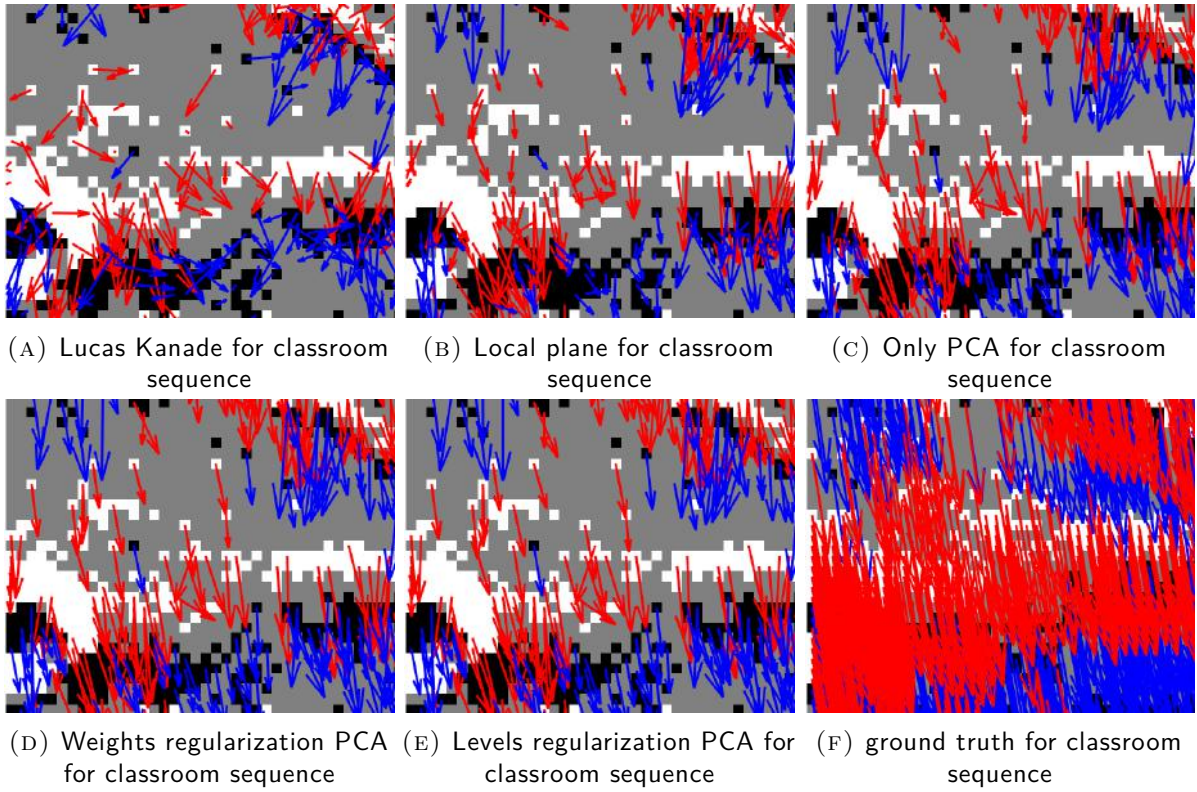 (A) Lucas Kanade for classroom
sequence
(B) Local plane for classroom
sequence
(C) Only PCA for classroom
sequence
(D) Weights regularization PCA
for classroom sequence
(E) Levels regularization PCA for
classroom sequence
(F) ground truth for classroom
sequence